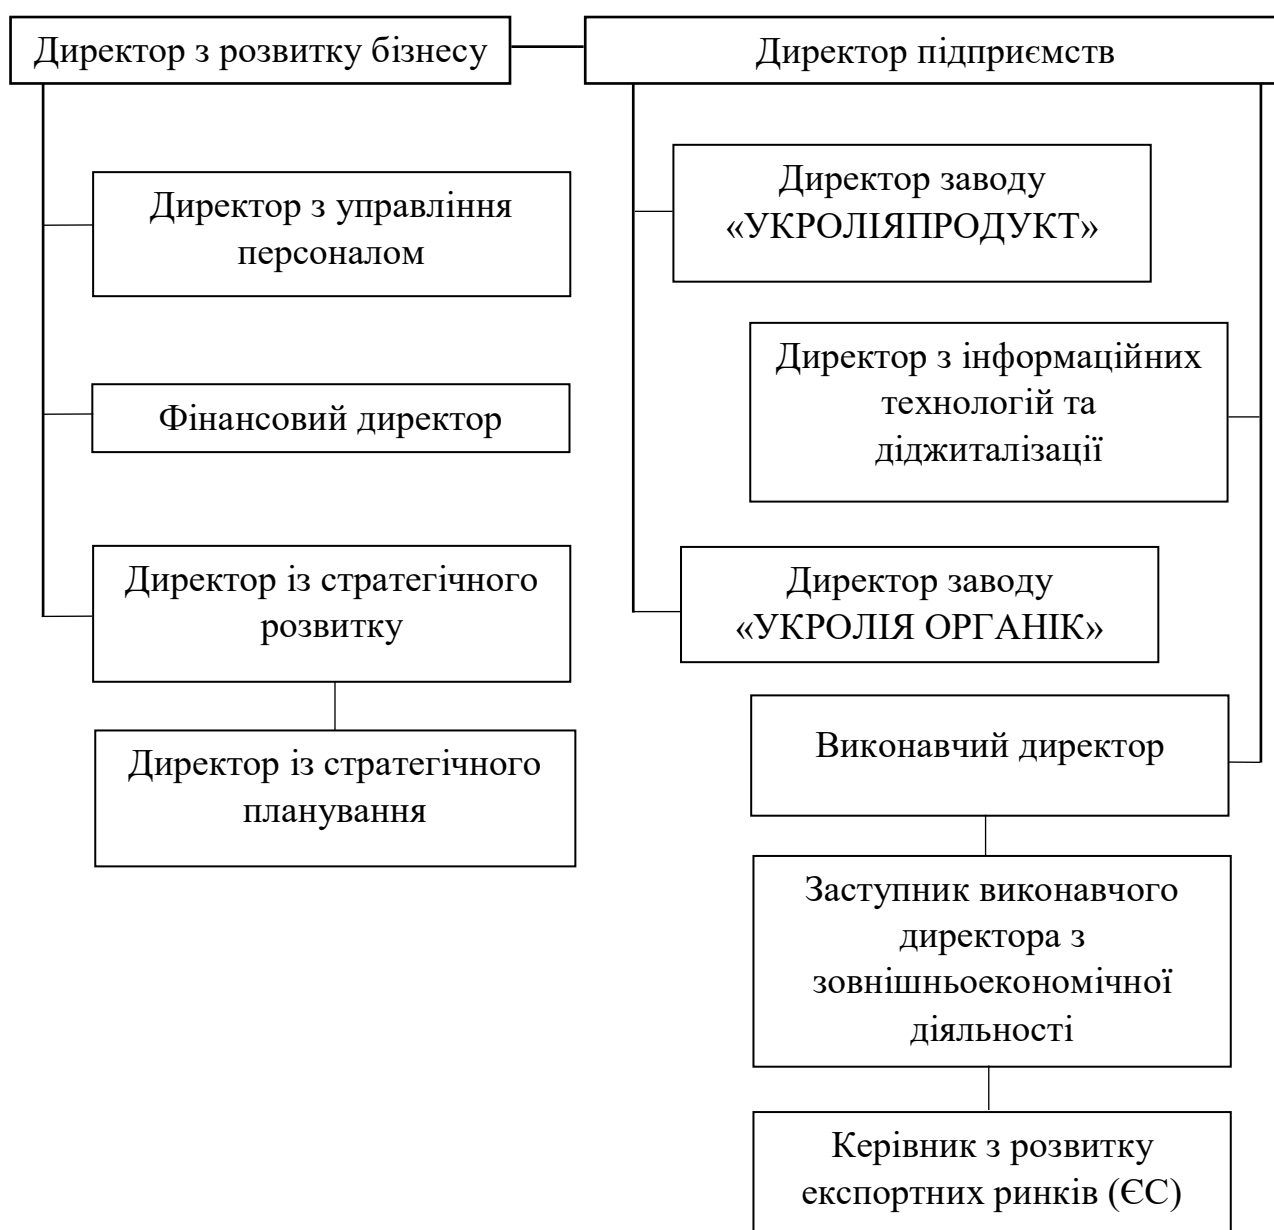 Директор з розвитку бізнесу
Директор підприємств
Директор з управління
персоналом
Фінансовий директор
Директор із стратегічного
розвитку
Директор із стратегічного
планування
Директор заводу
«УКРОЛІЯПРОДУКТ»
Директор з інформаційних
технологій та
діджиталізації
Директор заводу
«УКРОЛІЯ ОРГАНІК»
Виконавчий директор
Заступник виконавчого
директора з
зовнішньоекономічної
діяльності
Керівник з розвитку
експортних ринків (ЄС)